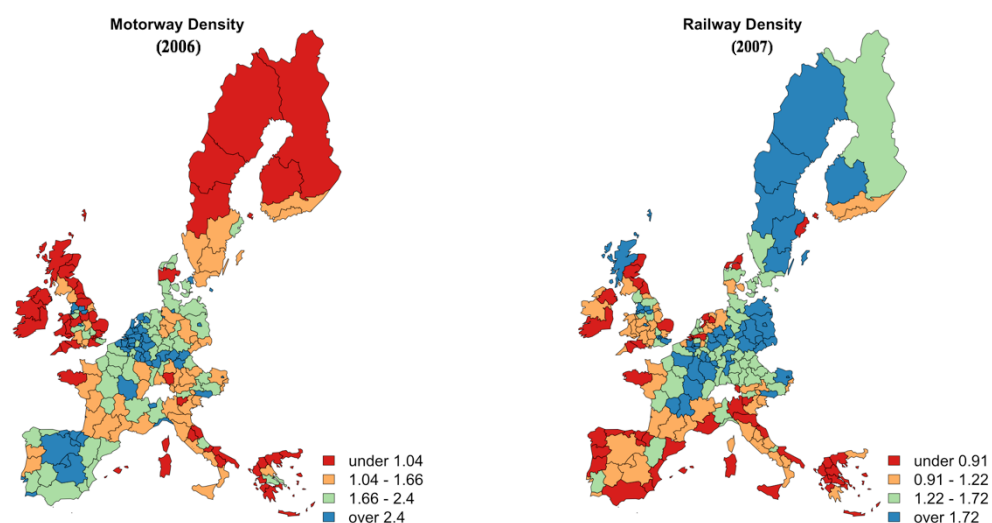 Motorway Density
(2006)
under 1.04
1.04 - 1.66
1.66 - 2.4
over 2.4
Railway Density
(2007)
under 0.91
0.91 - 1.22
1.22 - 1.72
over 1.72